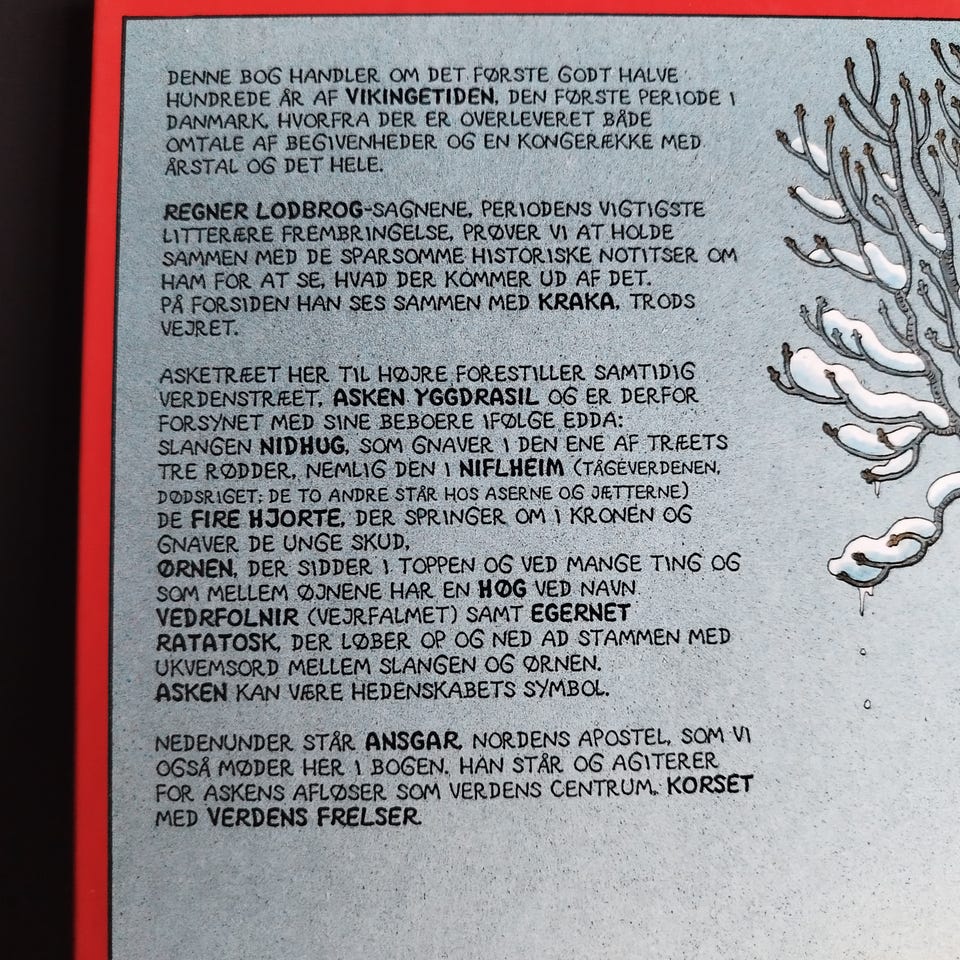 DENNE BOG HANDLER OM DET FØRSTE GODT HALVE
HUNDREDE ÅR AF VIKINGETIDEN, DEN FØRSTE PERIODE I
DANMARK, HVORFRA DER ER OVERLEVERET BÅDE
OMTALE AF BEGIVENHEDER OG EN KONGERÆKKE MED
ÅRSTAL OG DET HELE.
REGNER LODBROG-SAGNENE, PERIODENS VIGTIGSTE
LITTERÆRE FREMBRINGELSE, PRØVER VI AT HOLDE
SAMMEN MED DE SPARSOMME HISTORISKE NOTITSER OM
HAM FOR AT SE, HVAD DER KOMMER UD AF DET.
PÅ FORSIDEN HAN SES SAMMEN MED KRAKA, TRODS
VEJRET.
ASKETRÆET HER TIL HØJRE FORESTILLER SAMTIDIG
VERDENSTRÆET, ASKEN YGGDRASIL OG ER DERFOR
FORSYNET MED SINE BEBOERE IFØLGE EDDA:
SLANGEN NIDHUG, SOM GNAVER I DEN ENE AF TRÆETS
TRE RØDDER, NEMLIG DEN I NIFLHEIM (TÅGEVERDENEN,
DØDSRIGET; DE TO ANDRE STÅR HOS ASERNE OG JÆTTERNE)
DE FIRE HJORTE, DER SPRINGER OM I KRONEN OG
GNAVER DE UNGE SKUD,
ØRNEN, DER SIDDER I TOPPEN OG VED MANGE TING OG
SOM MELLEM ØJNENE HAR EN HØG VED NAVN
VEDRFOLNIR (VEJRFALMET) SAMT EGERNET
RATATOSK, DER LØBER OP OG NED AD STAMMEN MED
UKVEMSORD MELLEM SLANGEN OG ØRNEN.
ASKEN KAN VÆRE HEDENSKABETS SYMBOL.
NEDENUNDER STÅR ANSGAR, NORDENS APOSTEL, SOM VI
OGSÅ MØDER HER I BOGEN. HAN STÅR OG AGITERER
FOR ASKENS AFLØSER SOM VERDENS CENTRUM, KORSET
MED VERDENS FRELSER.